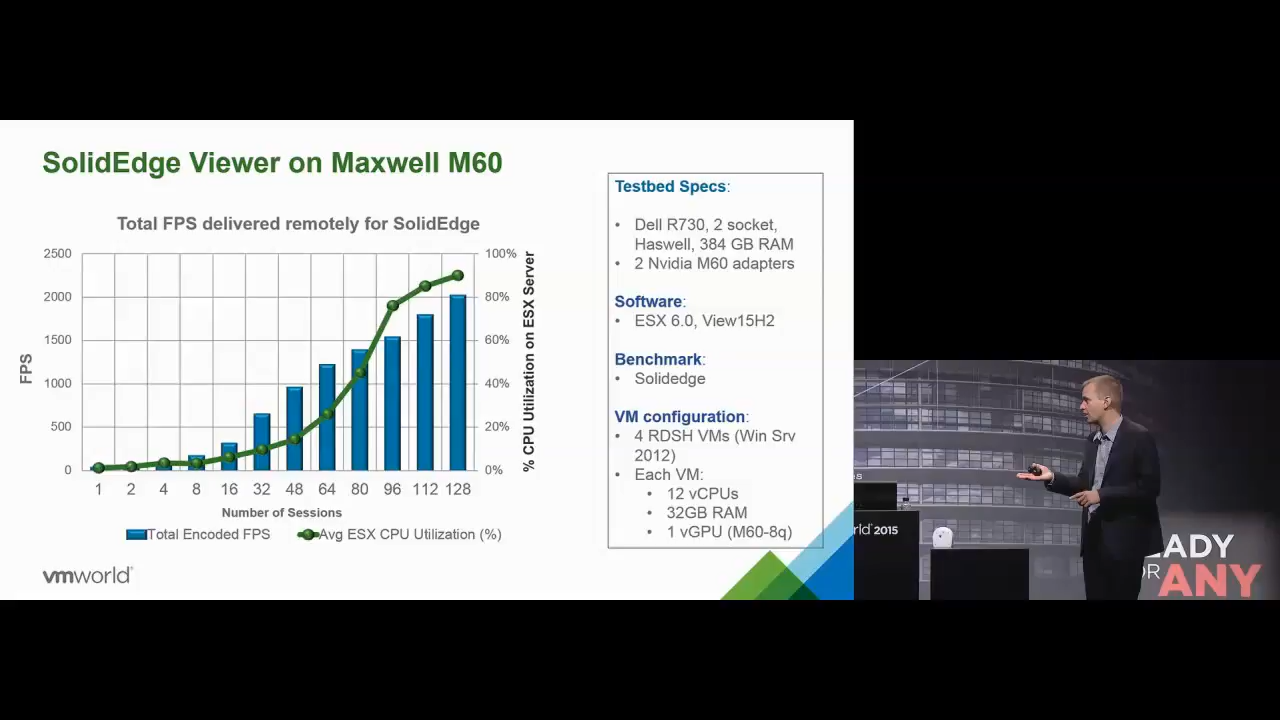 SolidEdge Viewer on Maxwell M60
Total FPS delivered remotely for SolidEdge
2500
2000
1500
1000
500
0
FPS
100%
80%
60%
40%
20%
0%
% CPU Utilization on ESX Server
1 2 4 8 16 32 48 64 80 96 112 128
Number of Sessions
Total Encoded FPS
Avg ESX CPU Utilization (%)
vmworld®
Testbed Specs:
• Dell R730, 2 socket,
Haswell, 384 GB RAM
• 2 Nvidia M60 adapters
Software:
• ESX 6.0, View15H2
Benchmark:
• Solidedge
VM configuration:
• 4 RDSH VMs (Win Srv
2012)
• Each VM:
• 12 vCPUs
• 32GB RAM
• 1 vGPU (M60-8q)
rld 2015
EADY
OR ANY